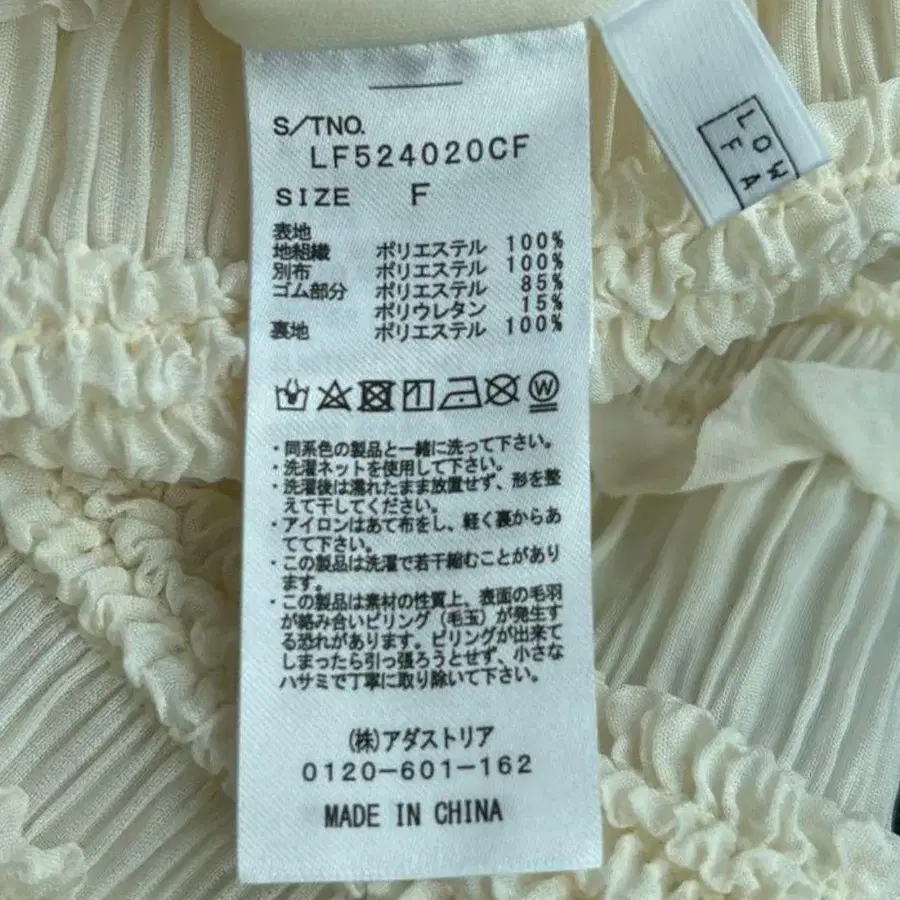 S/TNO.
LF524020CF
SIZE F
表地
地組織 ポリエステル 100%
別布 ポリエステル 100%
ゴム部分 ポリエステル 85%
ポリウレタン 15%
裏地 ポリエステル 100%
W
・同系色の製品と一緒に洗って下さい。
・洗濯ネットを使用して下さい。
・洗濯後は濡れたまま放置せず、形を整
えて干してください。
・アイロンはあて布をし、軽く裏からあ
てて下さい。
・この製品は洗濯で若干縮むことがあり
ます。
・この製品は素材の性質上、表面の毛羽
が絡み合いピリング(毛玉)が発生す
る恐れがあります。ピリングが出来て
しまったら引っ張ろうとせず、小さな
ハサミで丁寧に取り除いて下さい。
(株)アダストリア
0120-601-162
MADE IN CHINA
LOW
F A